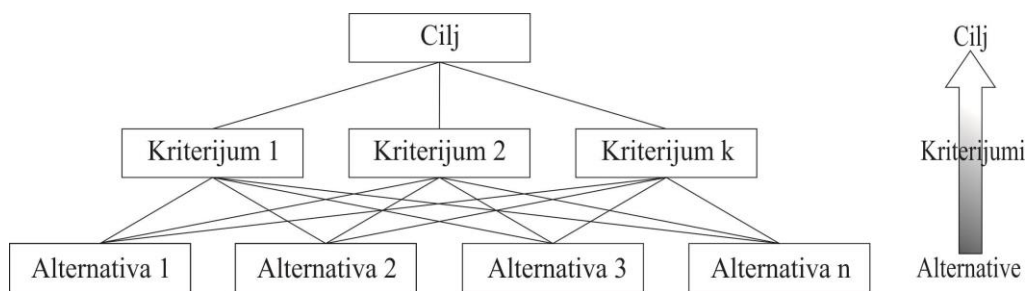 Cilj
Kriterijum 1
Kriterijum 2
Kriterijum k
Alternativa 1
Alternativa 2
Alternativa 3
Alternativa n
Cilj
Kriterijumi
Alternative